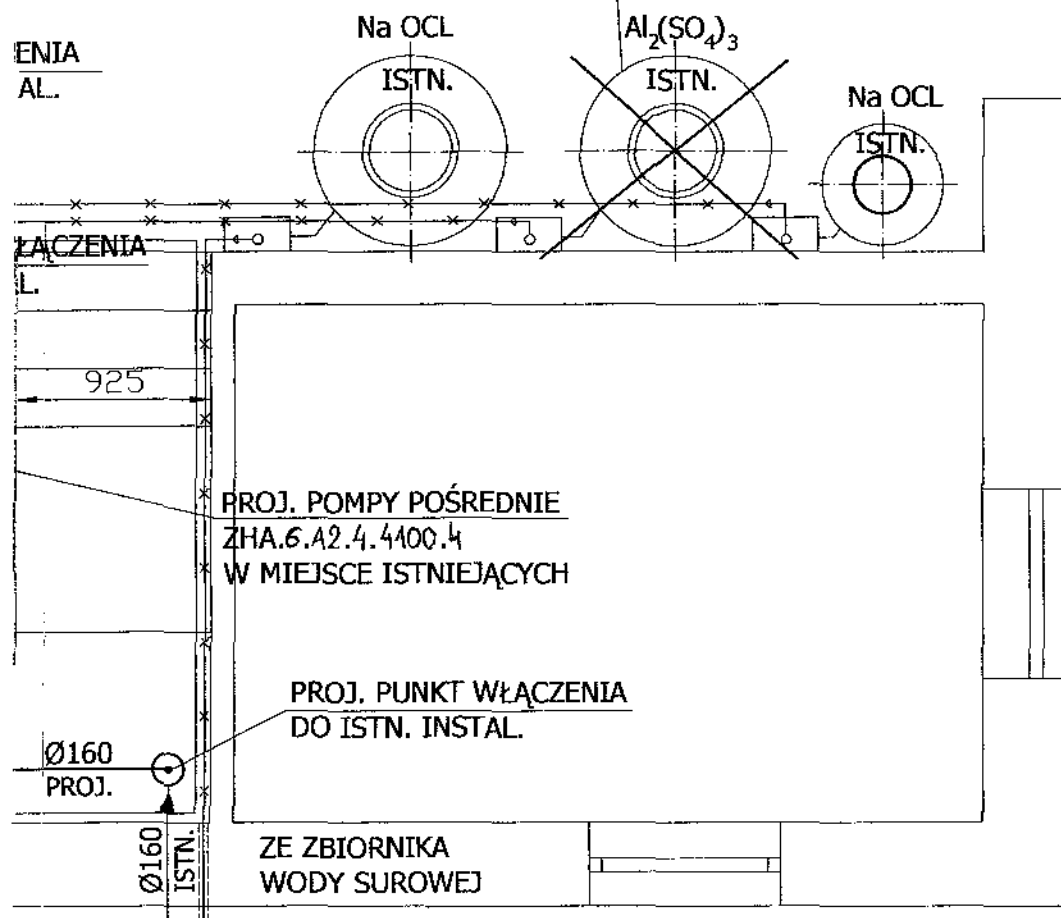 ENIA
AL.
Na OCL
ISTN.
Al₂(SO₄)₃
ISTN.
Na OCL
ISTN.
ŁĄCZENIA
L.
925
PROJ. POMPY POŚREDNIE
ZHA.6.A2.4.4100.4
W MIEJSCE ISTNIEJĄCYCH
PROJ. PUNKT WŁĄCZENIA
DO ISTN. INSTAL.
Ø160
PROJ.
Ø160
ISTN.
ZE ZBIORNIKA
WODY SUROWEJ